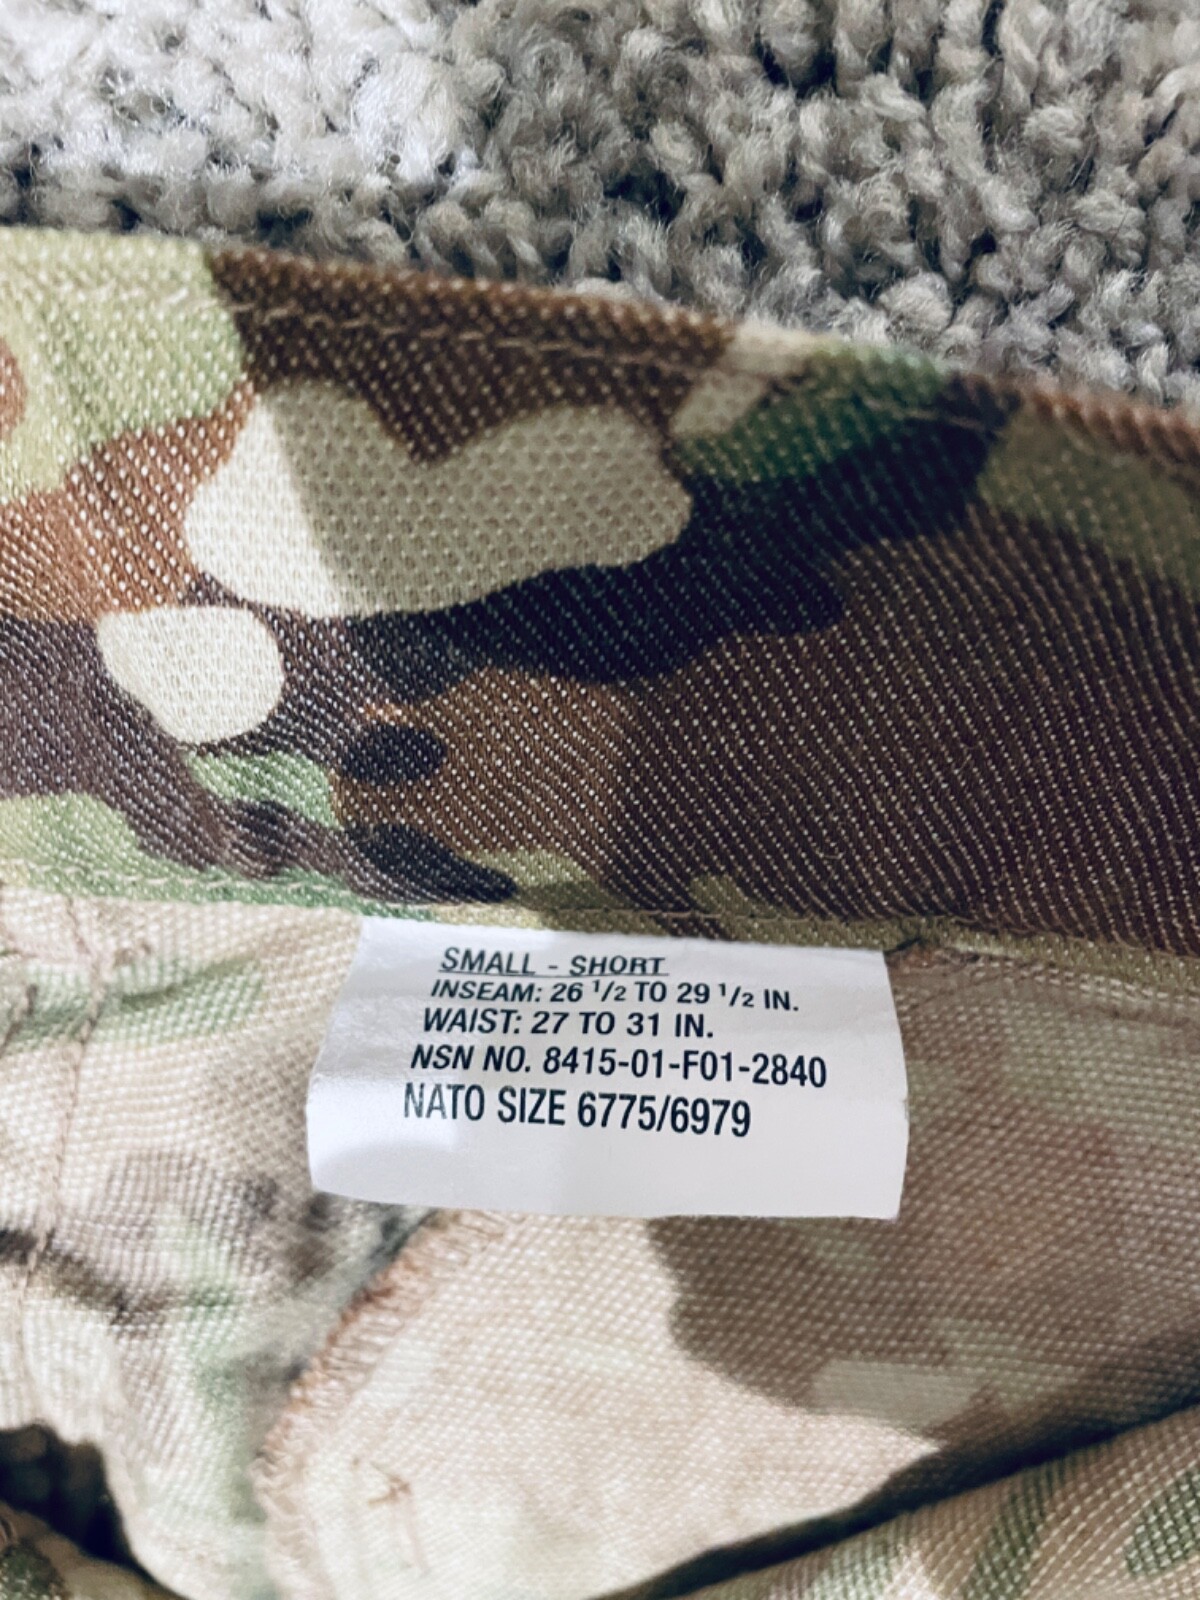 SMALL - SHORT
INSEAM: 26 1/2 TO 29 1/2 IN.
WAIST: 27 TO 31 IN.
NSN NO. 8415-01-F01-2840
NATO SIZE 6775/6979